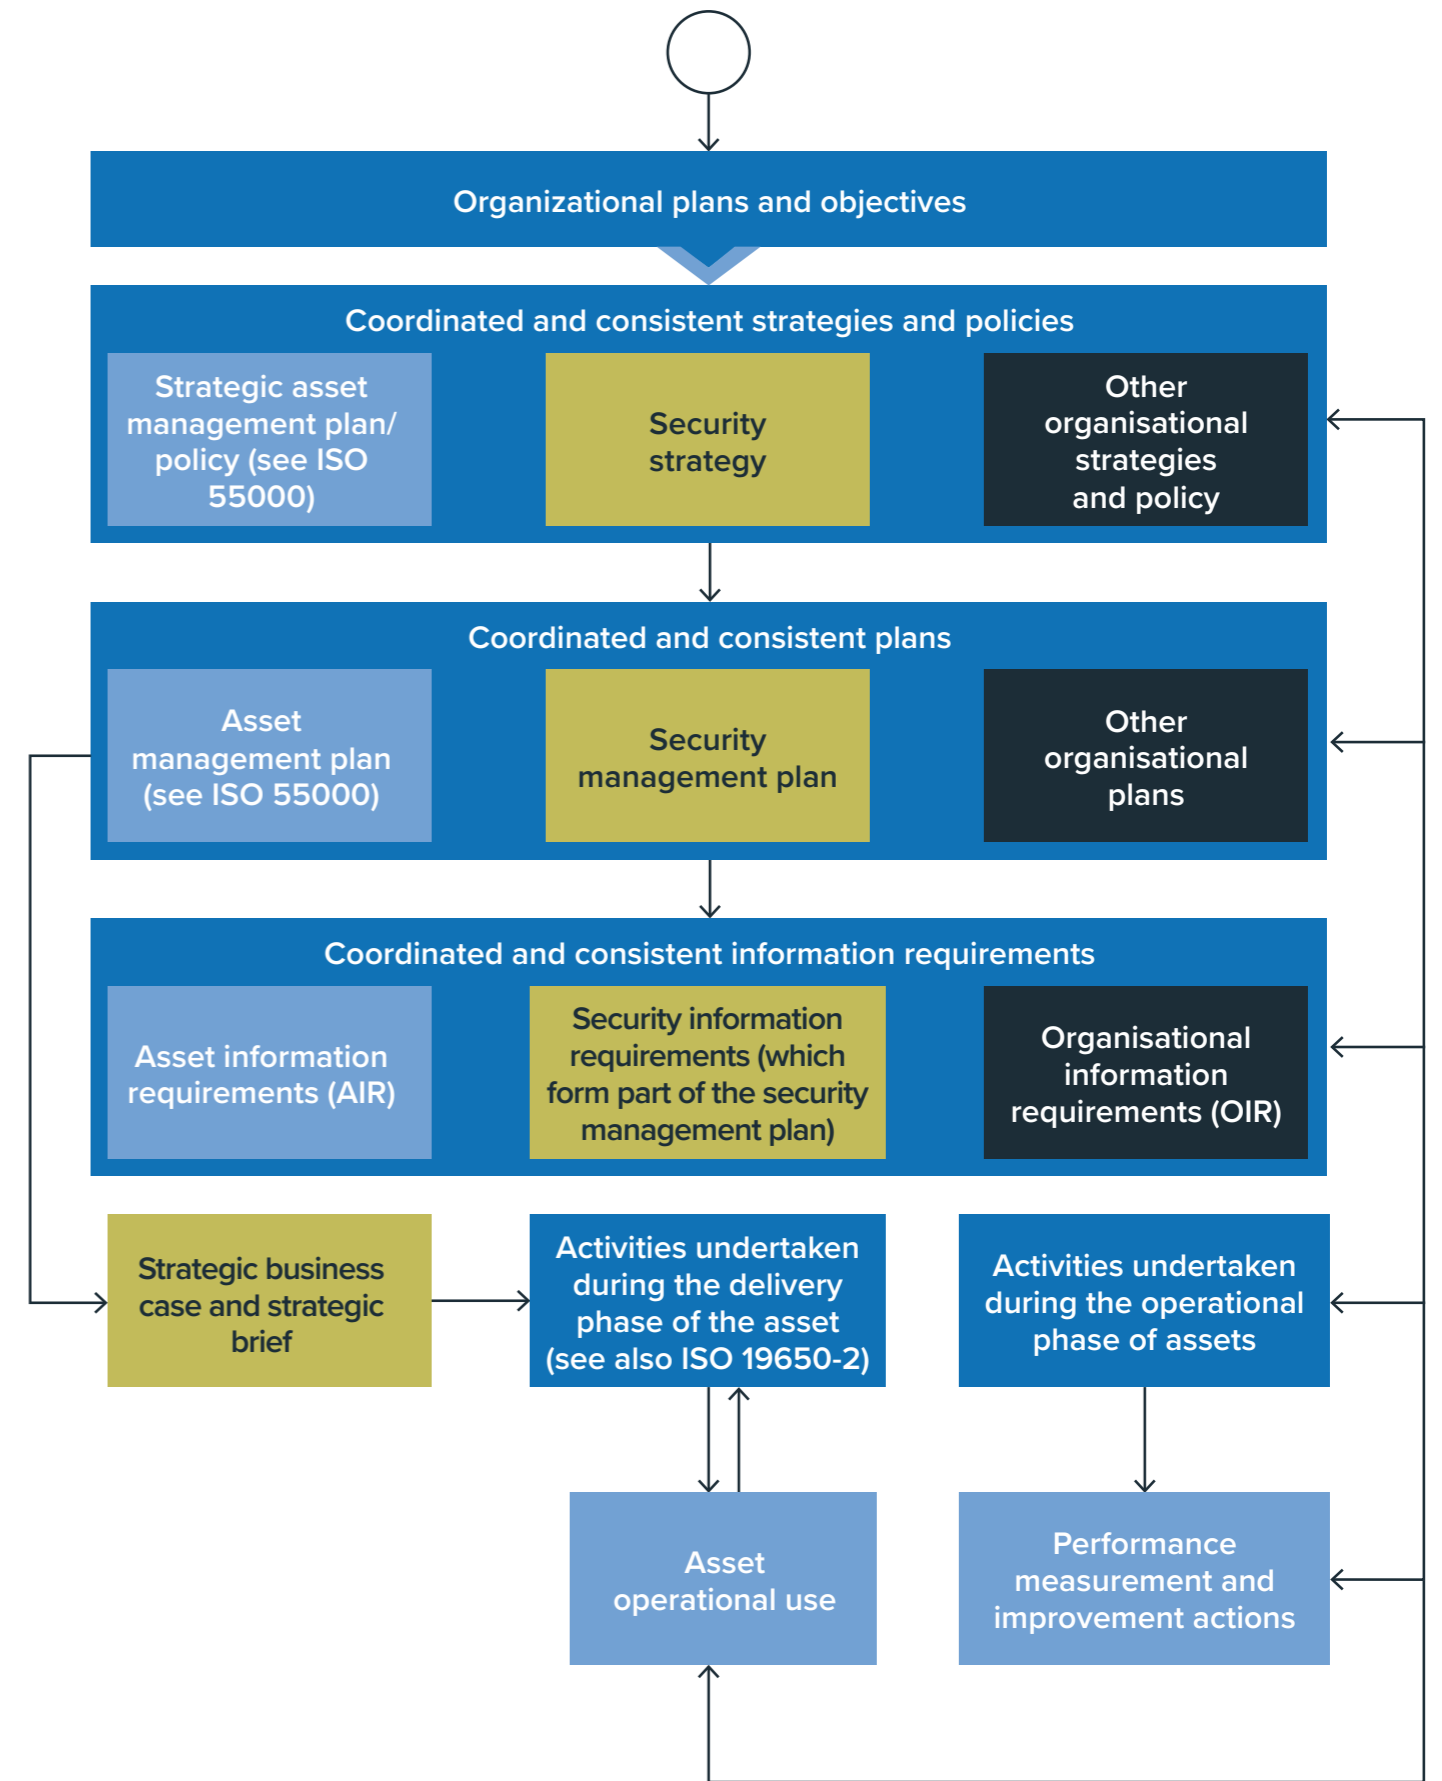 Organizational plans and objectives
Coordinated and consistent strategies and policies
Strategic asset
management plan/
policy (see ISO
55000)
Security
strategy
Other
organisational
strategies
and policy
Coordinated and consistent plans
Asset
management plan
(see ISO 55000)
Security
management plan
Other
organisational
plans
Coordinated and consistent information requirements
Asset information
requirements (AIR)
Security information
requirements (which
form part of the security
management plan)
Organisational
information
requirements (OIR)
Strategic business
case and strategic
brief
Activities undertaken
during the delivery
phase of the asset
(see also ISO 19650-2)
Activities undertaken
during the operational
phase of assets
Asset
operational use
Performance
measurement and
improvement actions